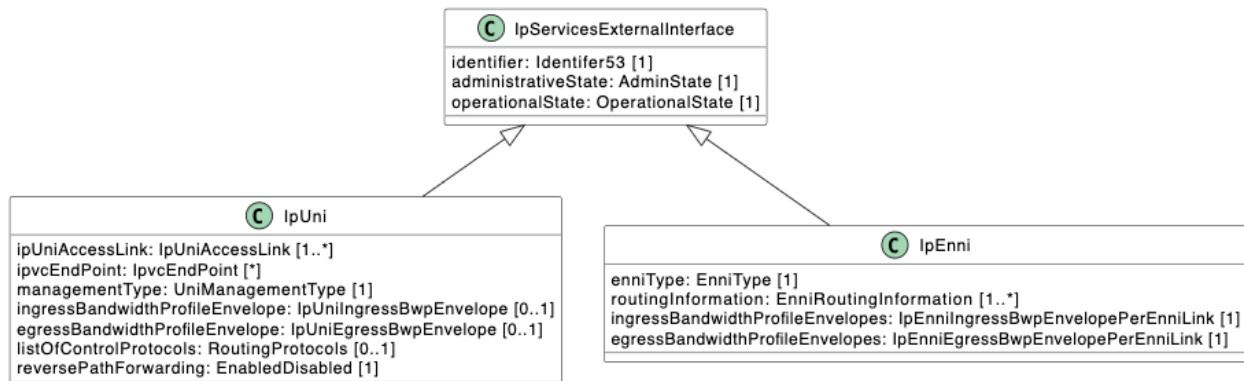 C IpServicesExternalInterface
identifier: Identifer53 [1]
administrativeState: AdminState [1]
operationalState: OperationalState [1]
C IpUni
ipUniAccessLink: IpUniAccessLink [1..*]
ipvcEndPoint: IpvcEndPoint [*]
managementType: UniManagementType [1]
ingressBandwidthProfileEnvelope: IpUniIngressBwpEnvelope [0..1]
egressBandwidthProfileEnvelope: IpUniEgressBwpEnvelope [0..1]
listOfControlProtocols: RoutingProtocols [0..1]
reversePathForwarding: EnabledDisabled [1]
C IpEnni
enniType: EnniType [1]
routingInformation: EnniRoutingInformation [1..*]
ingressBandwidthProfileEnvelopes: IpEnniIngressBwpEnvelopePerEnniLink [1]
egressBandwidthProfileEnvelopes: IpEnniEgressBwpEnvelopePerEnniLink [1]